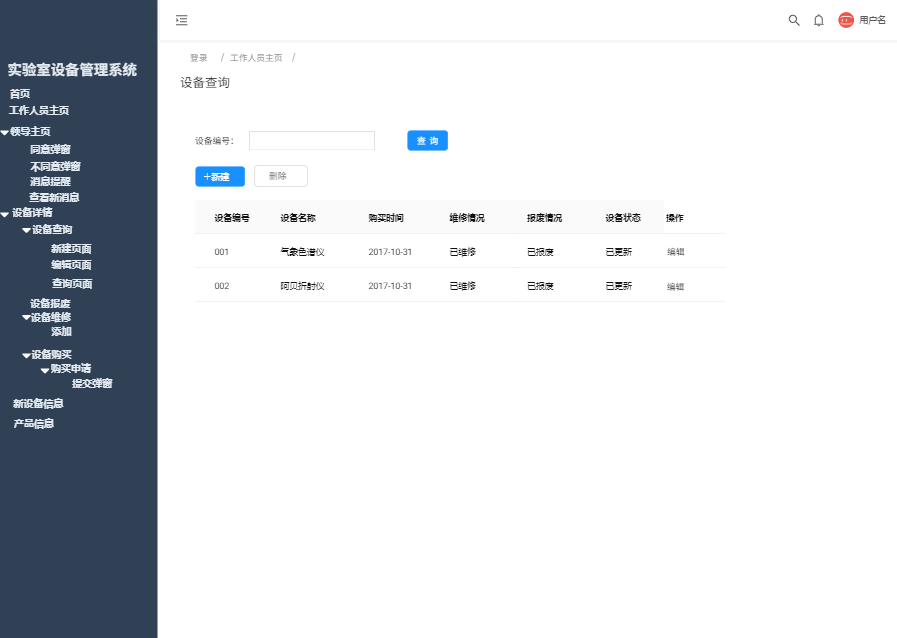 用户名
实验室设备管理系统
首页
工作人员主页
领导主页
同意弹窗
不同意弹窗
消息提醒
查看新消息
设备详情
设备查询
新建页面
编辑页面
查询页面
设备报废
设备维修
添加
设备购买
购买申请
提交弹窗
新设备信息
产品信息
登录 / 工作人员主页 /
设备查询
设备编号： 查 询
+新建 删除
设备编号 设备名称 购买时间 维修情况 报废情况 设备状态 操作
001 气象色谱仪 2017-10-31 已维修 已报废 已更新 编辑
002 阿贝折射仪 2017-10-31 已维修 已报废 已更新 编辑